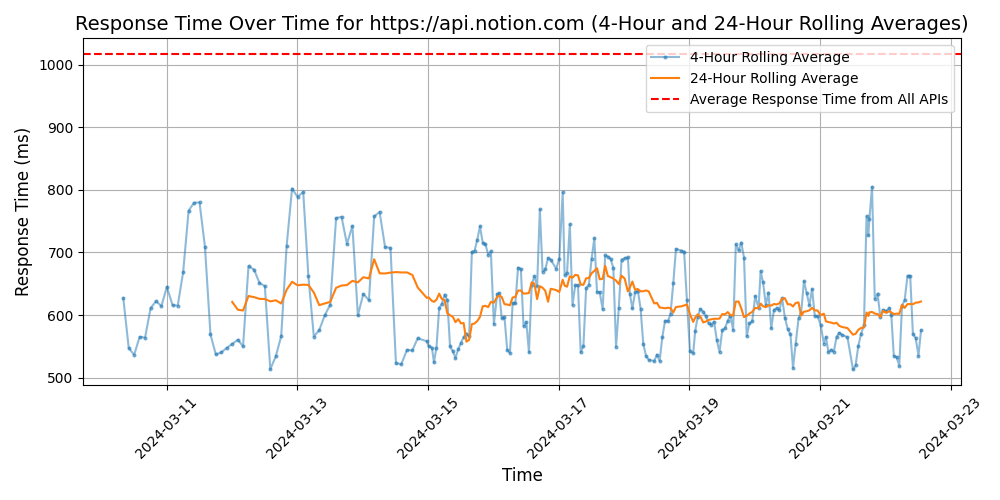 Response Time Over Time for https://api.notion.com (4-Hour and 24-Hour Rolling Averages)
4-Hour Rolling Average
24-Hour Rolling Average
Average Response Time from All APIs
Response Time (ms)
1000
900
800
700
600
500
2024-03-11
2024-03-13
2024-03-15
2024-03-17
2024-03-19
2024-03-21
2024-03-23
Time